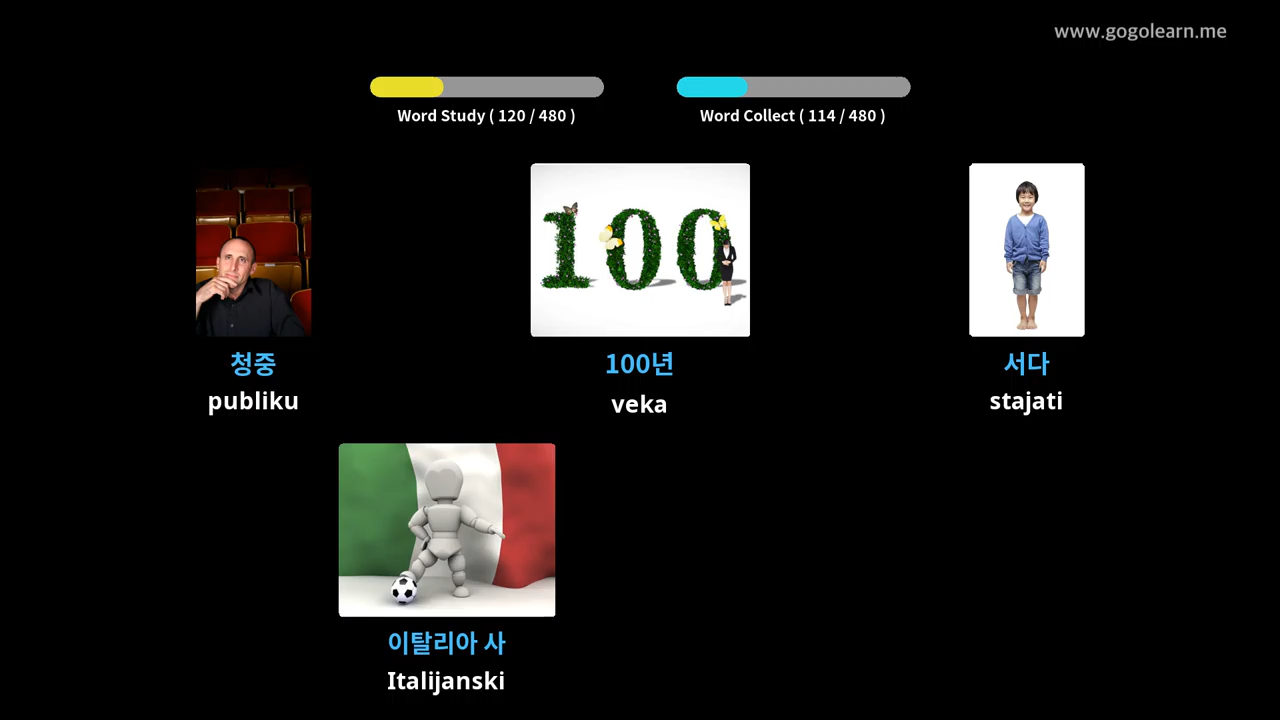 www.gogolearn.me
Word Study ( 120 / 480 )
Word Collect ( 114 / 480 )
100
청중
publiku
100년
veka
서다
stajati
이탈리아 사
Italijanski